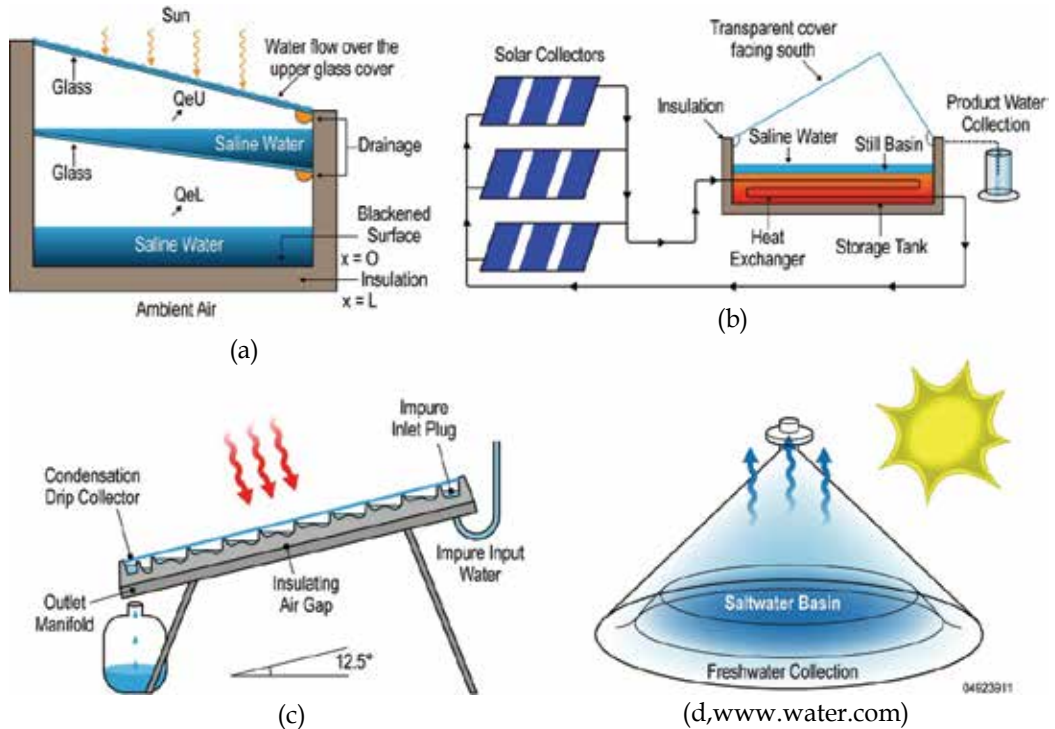 Sun
Water flow over the
upper glass cover
Glass
QeU
Saline Water
Drainage
Glass
QeL
Blackened
Surface
x = O
Saline Water
Insulation
x = L
Ambient Air
(a)
Solar Collectors
Transparent cover
facing south
Insulation
Saline Water
Still Basin
Product Water
Collection
Heat
Exchanger
Storage Tank
(b)
Impure
Inlet Plug
Condensation
Drip Collector
Impure Input
Water
Outlet
Manifold
Insulating
Air Gap
12.5°
(c)
Saltwater Basin
Freshwater Collection
04923911
(d,www.water.com)